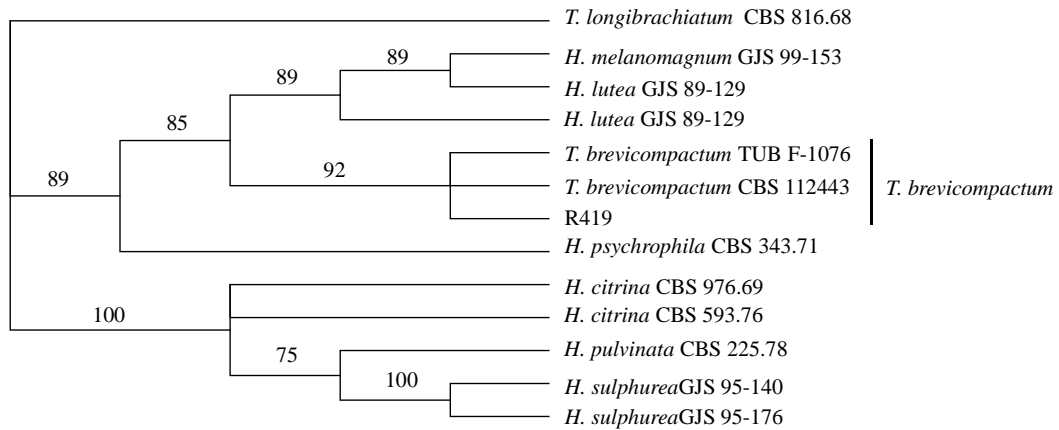 T. longibrachiatum CBS 816.68
89
H. melanomagnum GJS 99-153
89
H. lutea GJS 89-129
85
H. lutea GJS 89-129
T. brevicompactum TUB F-1076
89
92
T. brevicompactum CBS 112443
T. brevicompactum
R419
H. psychrophila CBS 343.71
H. citrina CBS 976.69
100
H. citrina CBS 593.76
75
H. pulvinata CBS 225.78
100
H. sulphureaGJS 95-140
H. sulphureaGJS 95-176